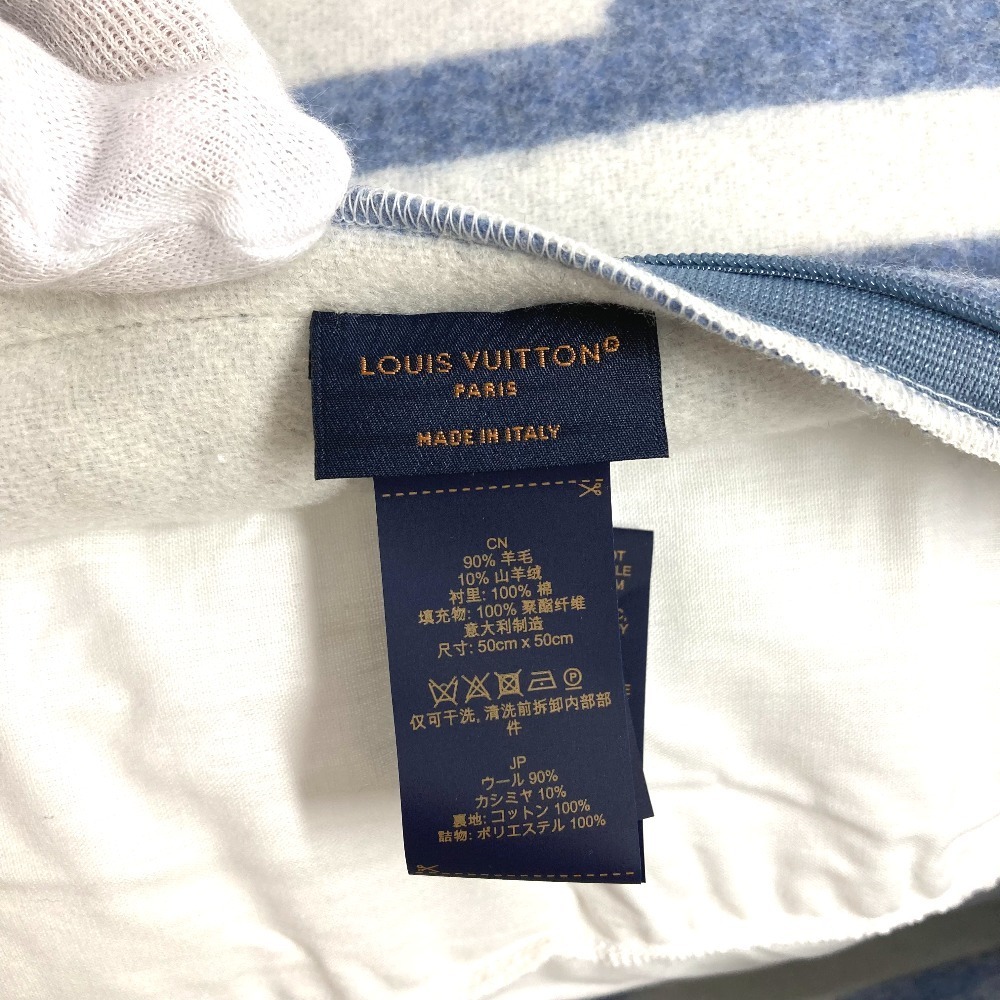 LOUIS VUITTON®
PARIS
MADE IN ITALY
CN
90% 羊毛
10% 山羊绒
衬里: 100% 棉
填充物: 100% 聚酯纤维
意大利制造
尺寸: 50cm x 50cm
P
仅可干洗, 清洗前拆卸内部部
件
JP
ウール 90%
カシミヤ 10%
裏地: コットン 100%
詰物: ポリエステル 100%